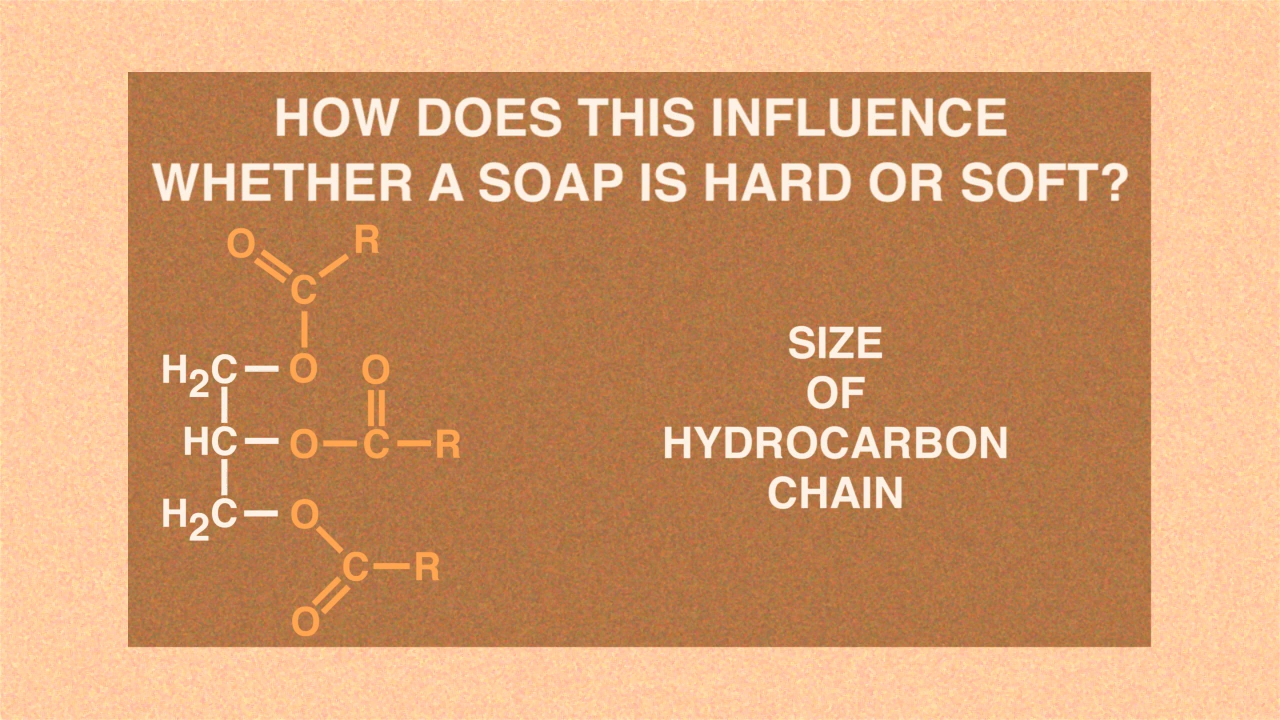 HOW DOES THIS INFLUENCE
WHETHER A SOAP IS HARD OR SOFT?
O R
C
H₂C O O
HC O C R
H₂C O
C R
O
SIZE
OF
HYDROCARBON
CHAIN